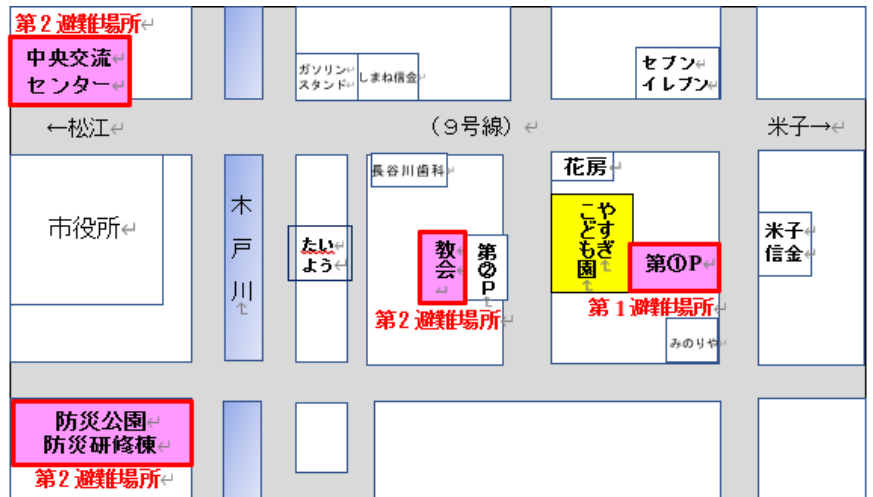 第2避難場所
中央交流
センター
ガソリン
スタンド
しまね信金
セブン
イレブン
←松江
(9号線)
米子→
市役所
木戸川
たい
よう
長谷川歯科
教会
第②P
第2避難場所
花房
やすぎ
こども園
第①P
第1避難場所
みのりや
米子
信金
防災公園
防災研修棟
第2避難場所